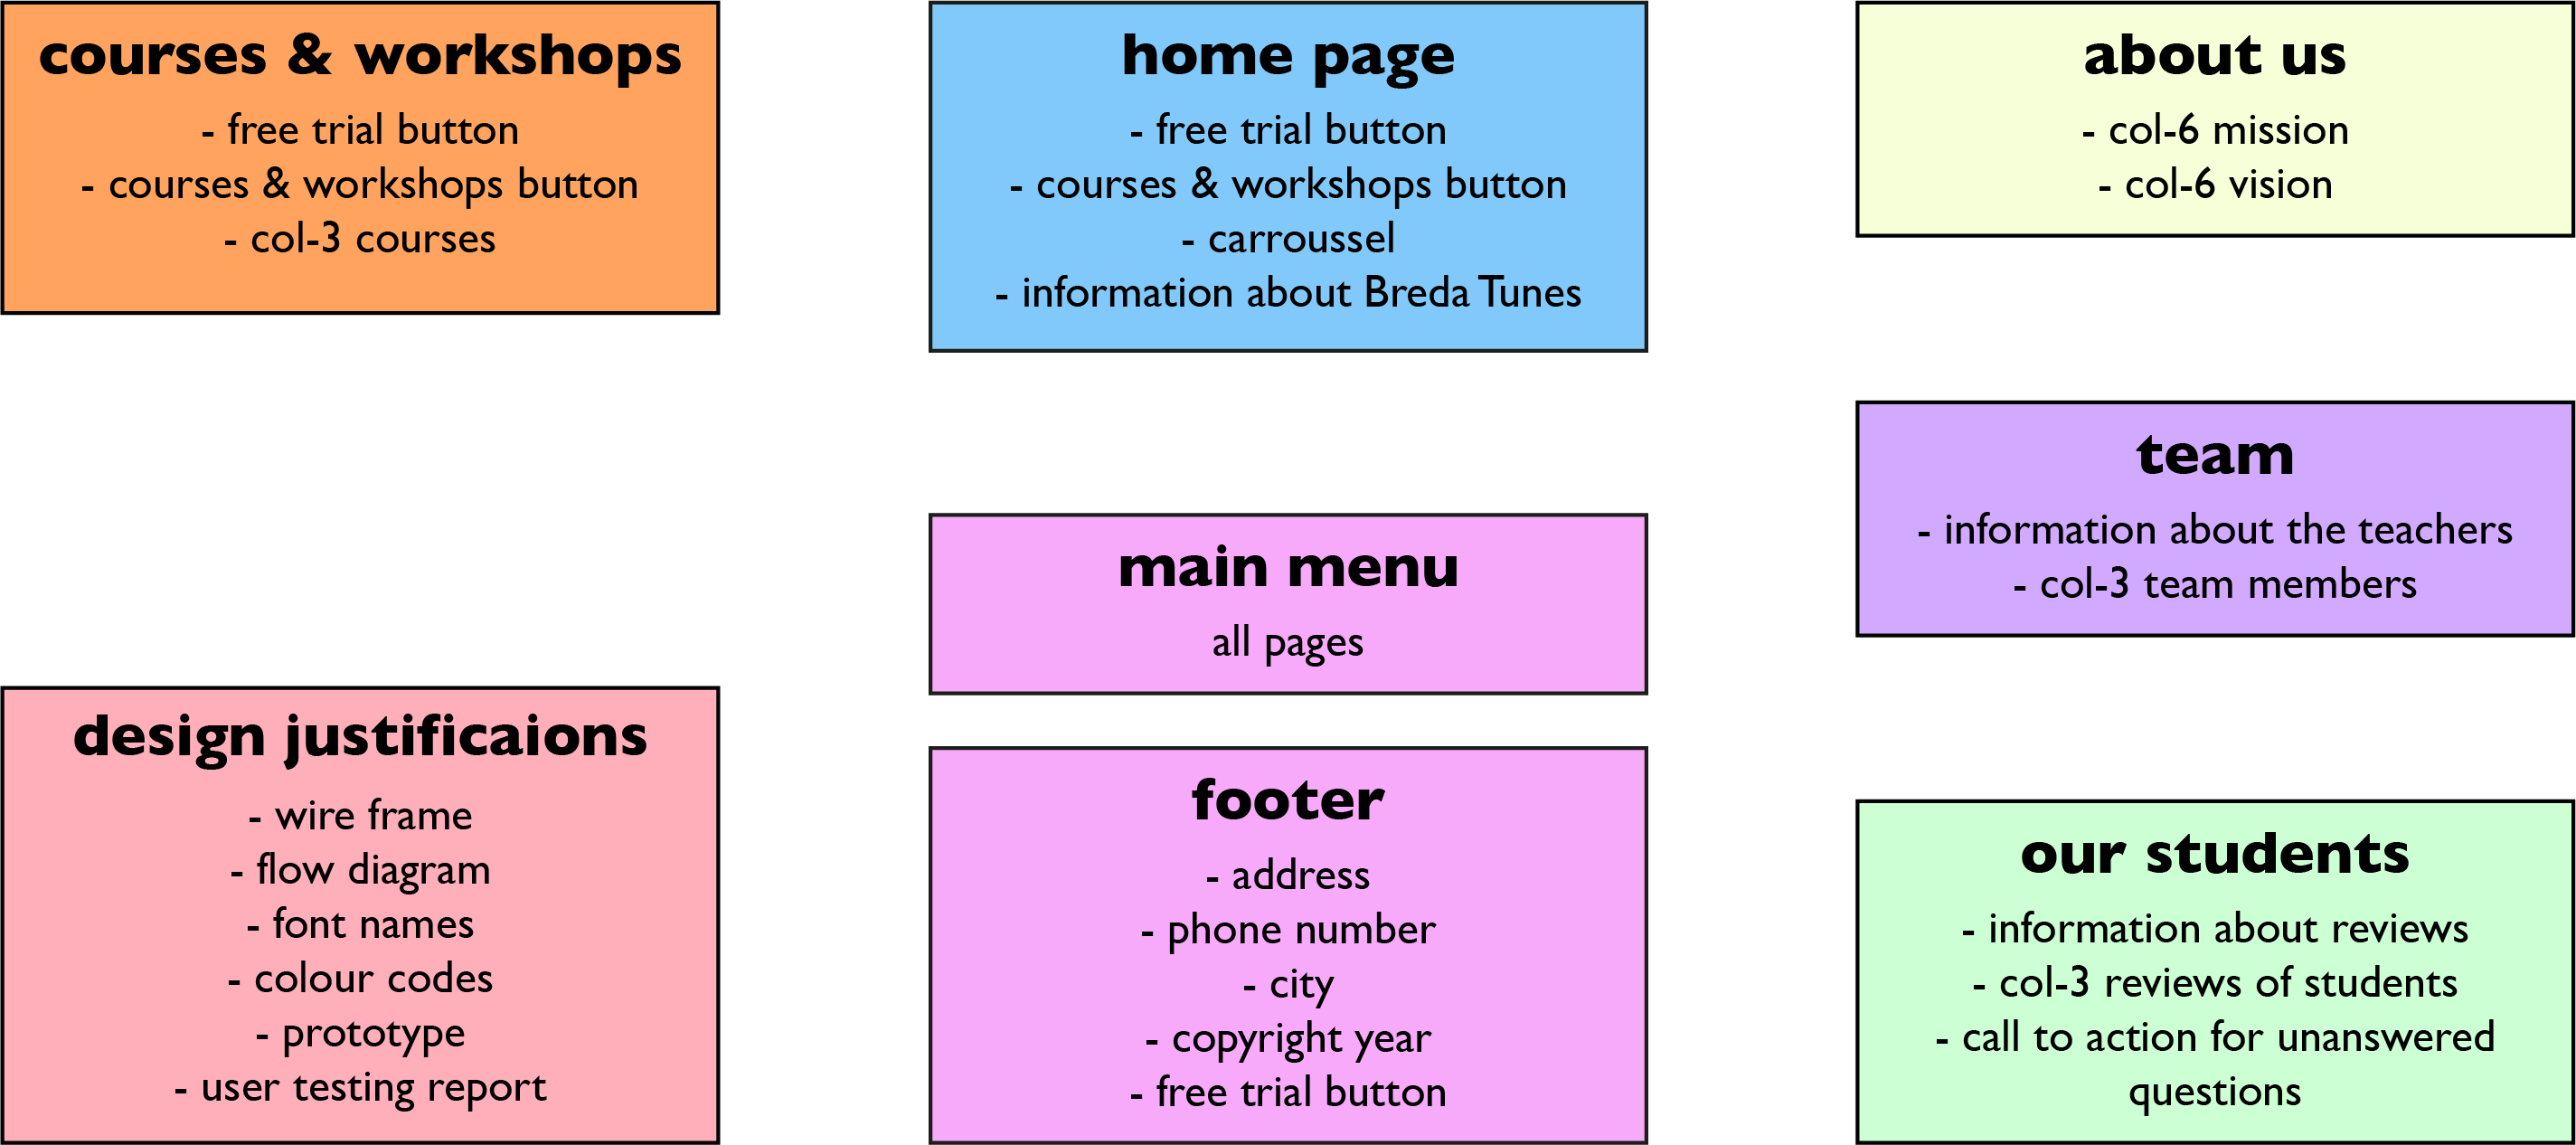 courses & workshops
- free trial button
- courses & workshops button
- col-3 courses
home page
- free trial button
- courses & workshops button
- carroussel
- information about Breda Tunes
about us
- col-6 mission
- col-6 vision
team
- information about the teachers
- col-3 team members
main menu
all pages
design justificaions
- wire frame
- flow diagram
- font names
- colour codes
- prototype
- user testing report
footer
- address
- phone number
- city
- copyright year
- free trial button
our students
- information about reviews
- col-3 reviews of students
- call to action for unanswered
questions